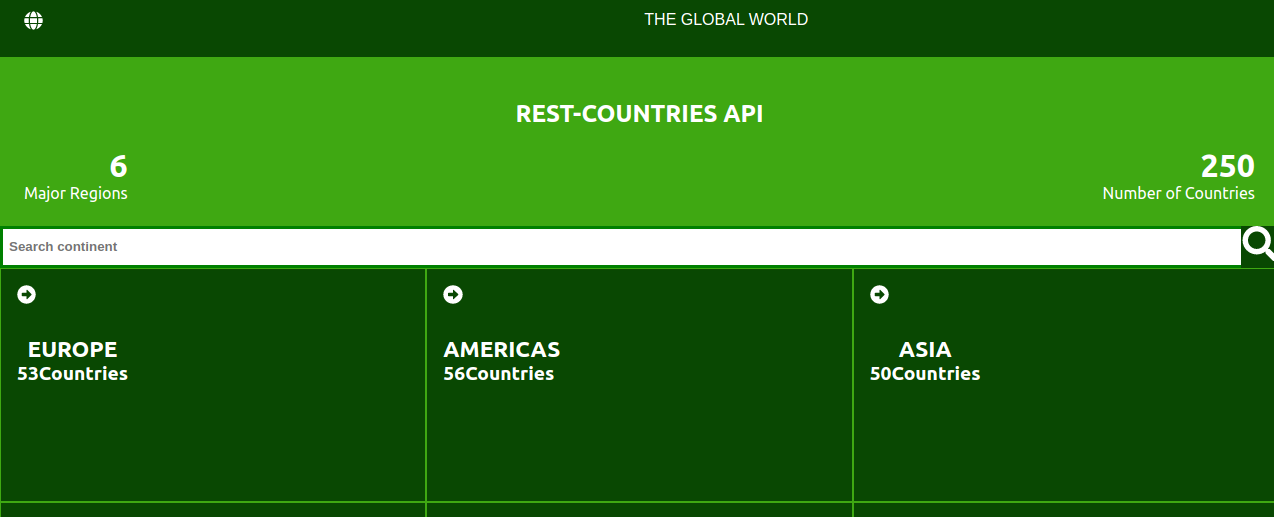 THE GLOBAL WORLD
REST-COUNTRIES API
6
Major Regions
250
Number of Countries
Search continent
EUROPE
53Countries
AMERICAS
56Countries
ASIA
50Countries